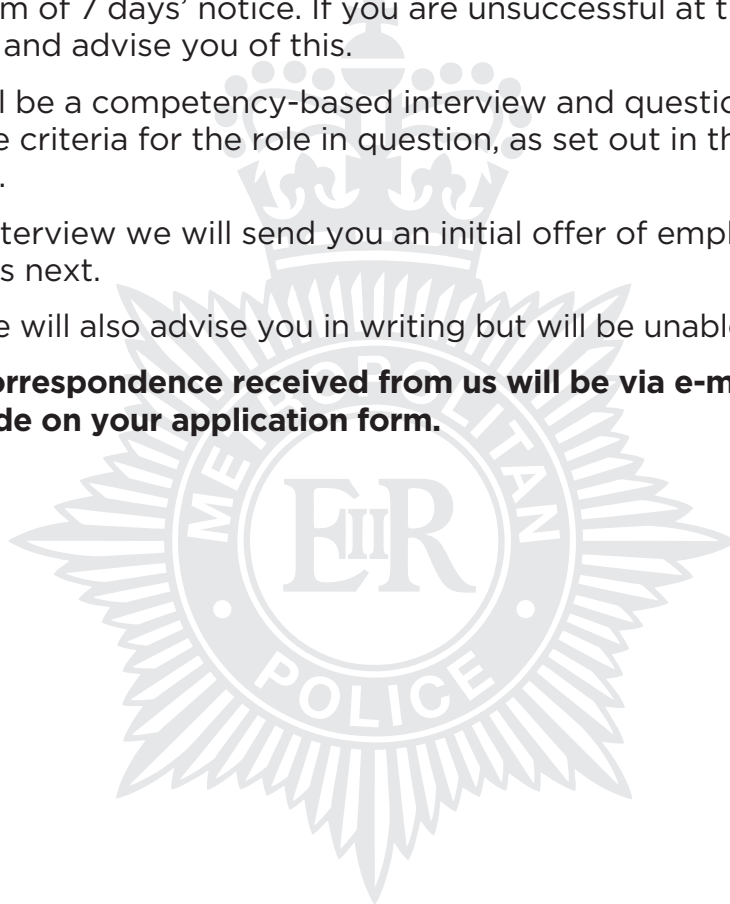 m of 7 days’ notice. If you are unsuccessful at t
and advise you of this.
l be a competency-based interview and questio
e criteria for the role in question, as set out in th
.
terview we will send you an initial offer of empl
s next.
e will also advise you in writing but will be unable
orrespondence received from us will be via e-m
de on your application form.
METROPOLITAN
EIIR
POLICE